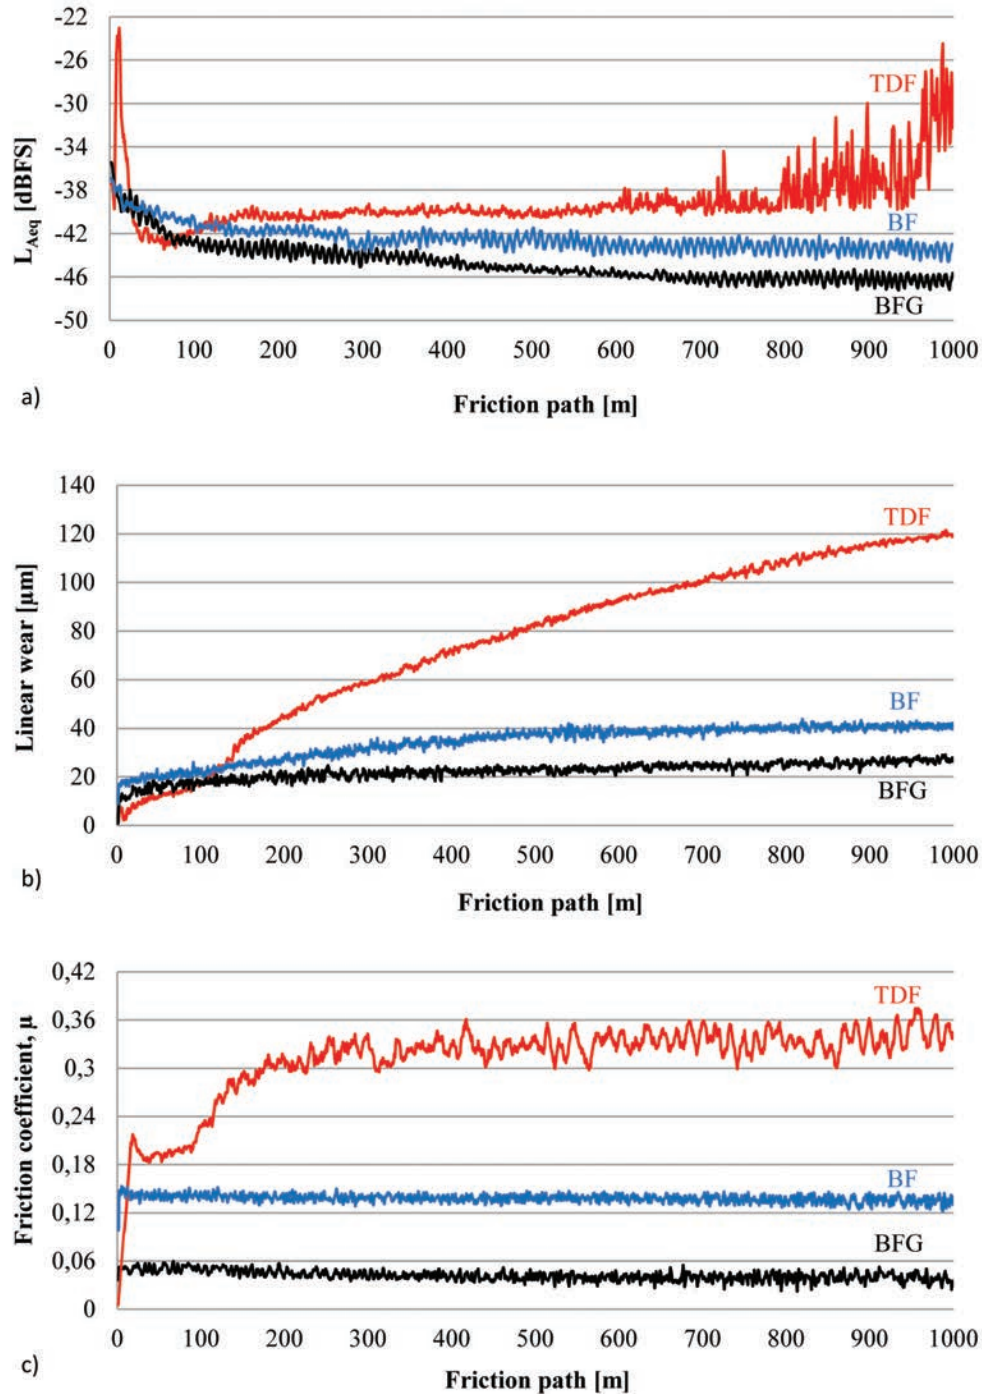 -22
-26
-30
-34
-38
-42
-46
-50
L_Aeq [dBFS]
TDF
BF
BFG
0 100 200 300 400 500 600 700 800 900 1000
Friction path [m]
a)
140
120
100
80
60
40
20
0
Linear wear [µm]
TDF
BF
BFG
0 100 200 300 400 500 600 700 800 900 1000
Friction path [m]
b)
0,42
0,36
0,3
0,24
0,18
0,12
0,06
0
Friction coefficient, µ
TDF
BF
BFG
0 100 200 300 400 500 600 700 800 900 1000
Friction path [m]
c)